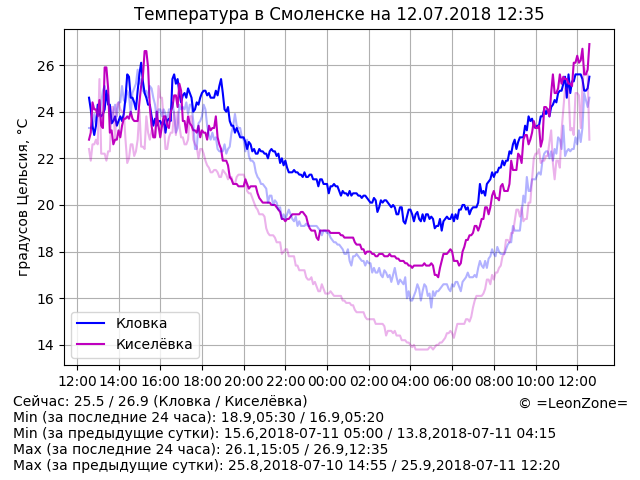 Температура в Смоленске на 12.07.2018 12:35
градусов Цельсия, °C
26
24
22
20
18
16
14
Кловка
Киселёвка
12:00 14:00 16:00 18:00 20:00 22:00 00:00 02:00 04:00 06:00 08:00 10:00 12:00
Сейчас: 25.5 / 26.9 (Кловка / Киселёвка)
© =LeonZone=
Min (за последние 24 часа): 18.9,05:30 / 16.9,05:20
Min (за предыдущие сутки): 15.6,2018-07-11 05:00 / 13.8,2018-07-11 04:15
Max (за последние 24 часа): 26.1,15:05 / 26.9,12:35
Max (за предыдущие сутки): 25.8,2018-07-10 14:55 / 25.9,2018-07-11 12:20